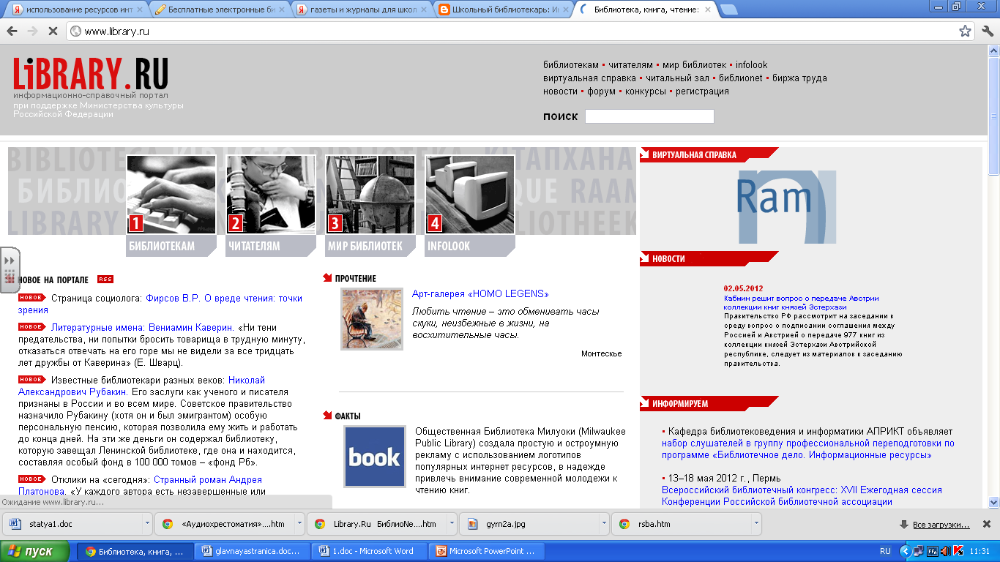 использование ресурсов инт
Бесплатные электронные би
газеты и журналы для школ
Школьный библиотекарь: Ин
Библиотека, книга, чтение:
www.library.ru
LiBRARY.RU
информационно-справочный портал
при поддержке Министерства культуры
Российской Федерации
библиотекам • читателям • мир библиотек • infolook
виртуальная справка • читальный зал • библиоnet • биржа труда
новости • форум • конкурсы • регистрация
ПОИСК
1
2
3
4
БИБЛИОТЕКАМ
ЧИТАТЕЛЯМ
МИР БИБЛИОТЕК
INFOLOOK
НОВОЕ НА ПОРТАЛЕ RSS
НОВОЕ Страница социолога: Фирсов В.Р. О вреде чтения: точки
зрения
НОВОЕ Литературные имена: Вениамин Каверин. «Ни тени
предательства, ни попытки бросить товарища в трудную минуту,
отказаться отвечать на его горе мы не видели за все тридцать
лет дружбы от Каверина» (Е. Шварц).
НОВОЕ Известные библиотекари разных веков: Николай
Александрович Рубакин. Его заслуги как ученого и писателя
признаны в России и во всем мире. Советское правительство
назначило Рубакину (хотя он и был эмигрантом) особую
персональную пенсию, которая позволила ему жить и работать
до конца дней. На эти же деньги он содержал библиотеку,
которую завещал Ленинской библиотеке, где она и находится,
составляя особый фонд в 100 000 томов – «фонд Рб».
НОВОЕ Отклики на «сегодня»: Странный роман Андрея
Платонова. «У каждого автора есть незавершенные или
Ожидание www.library.ru...
ПРОЧТЕНИЕ
Арт-галерея «HOMO LEGENS»
Любить чтение – это обменивать часы
скуки, неизбежные в жизни, на
восхитительные часы.
Монтескье
ФАКТЫ
book
Общественная Библиотека Милуоки (Milwaukee
Public Library) создала простую и остроумную
рекламу с использованием логотипов
популярных интернет ресурсов, в надежде
привлечь внимание современной молодежи к
чтению книг.
ВИРТУАЛЬНАЯ СПРАВКА
Ram
n
НОВОСТИ
02.05.2012
Кабмин решит вопрос о передаче Австрии
коллекции книг князей Эстерхази
Правительство РФ рассмотрит на заседании в
среду вопрос о подписании соглашения между
Россией и Австрией о передаче 977 книг из
коллекции князей Эстерхази Австрийской
республике, следует из материалов к заседанию
правительства.
ИНФОРМИРУЕМ
• Кафедра библиотековедения и информатики АПРИКТ объявляет
набор слушателей в группу профессиональной переподготовки по
программе «Библиотечное дело. Информационные ресурсы»
• 13–18 мая 2012 г., Пермь
Всероссийский библиотечный конгресс: XVII Ежегодная сессия
Конференции Российской библиотечной ассоциации
statya1.doc
«Аудиохрестоматия»....htm
Library.Ru БиблиоNe....htm
gyrn2a.jpg
rsba.htm
Все загрузки...
пуск
Библиотека, книга, ...
glavnayastranica.doc...
1.doc - Microsoft Word
Microsoft PowerPoint ...
RU
11:31